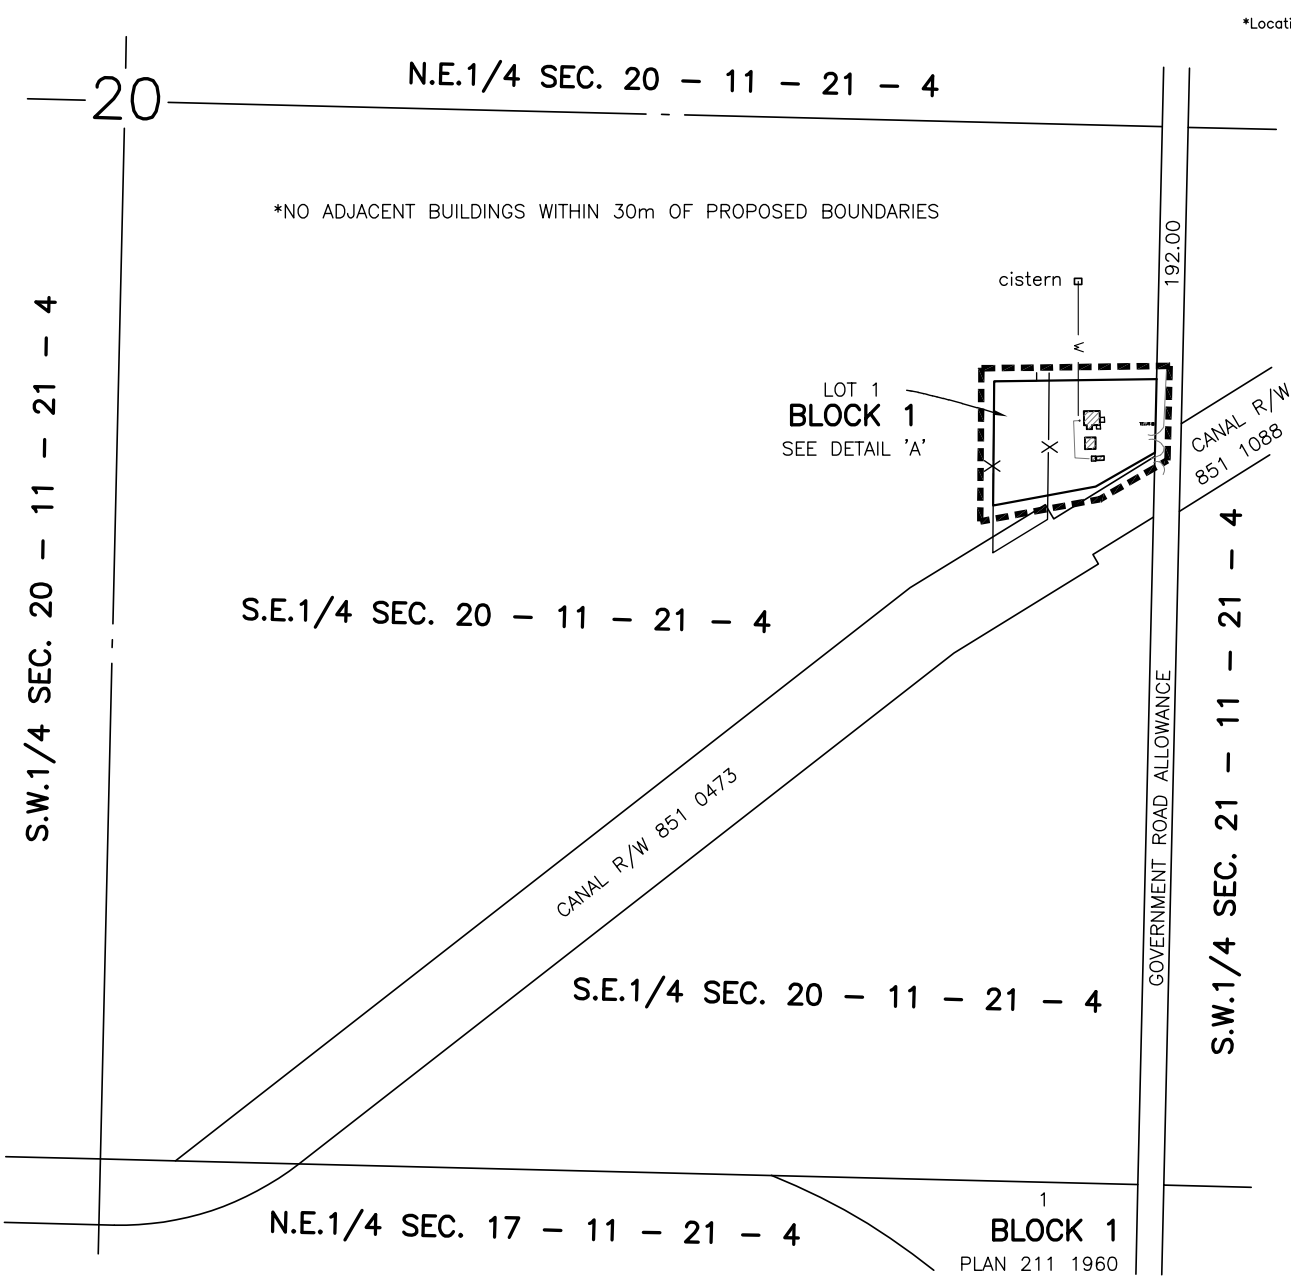 *Locati
N.E.1/4 SEC. 20 - 11 - 21 - 4
20
*NO ADJACENT BUILDINGS WITHIN 30m OF PROPOSED BOUNDARIES
192.00
cistern
W
S.W.1/4 SEC. 20 - 11 - 21 - 4
LOT 1
BLOCK 1
SEE DETAIL 'A'
CANAL R/W
851 1088
S.E.1/4 SEC. 20 - 11 - 21 - 4
S.W.1/4 SEC. 21 - 11 - 21 - 4
GOVERNMENT ROAD ALLOWANCE
CANAL R/W 851 0473
S.E.1/4 SEC. 20 - 11 - 21 - 4
N.E.1/4 SEC. 17 - 11 - 21 - 4
1
BLOCK 1
PLAN 211 1960